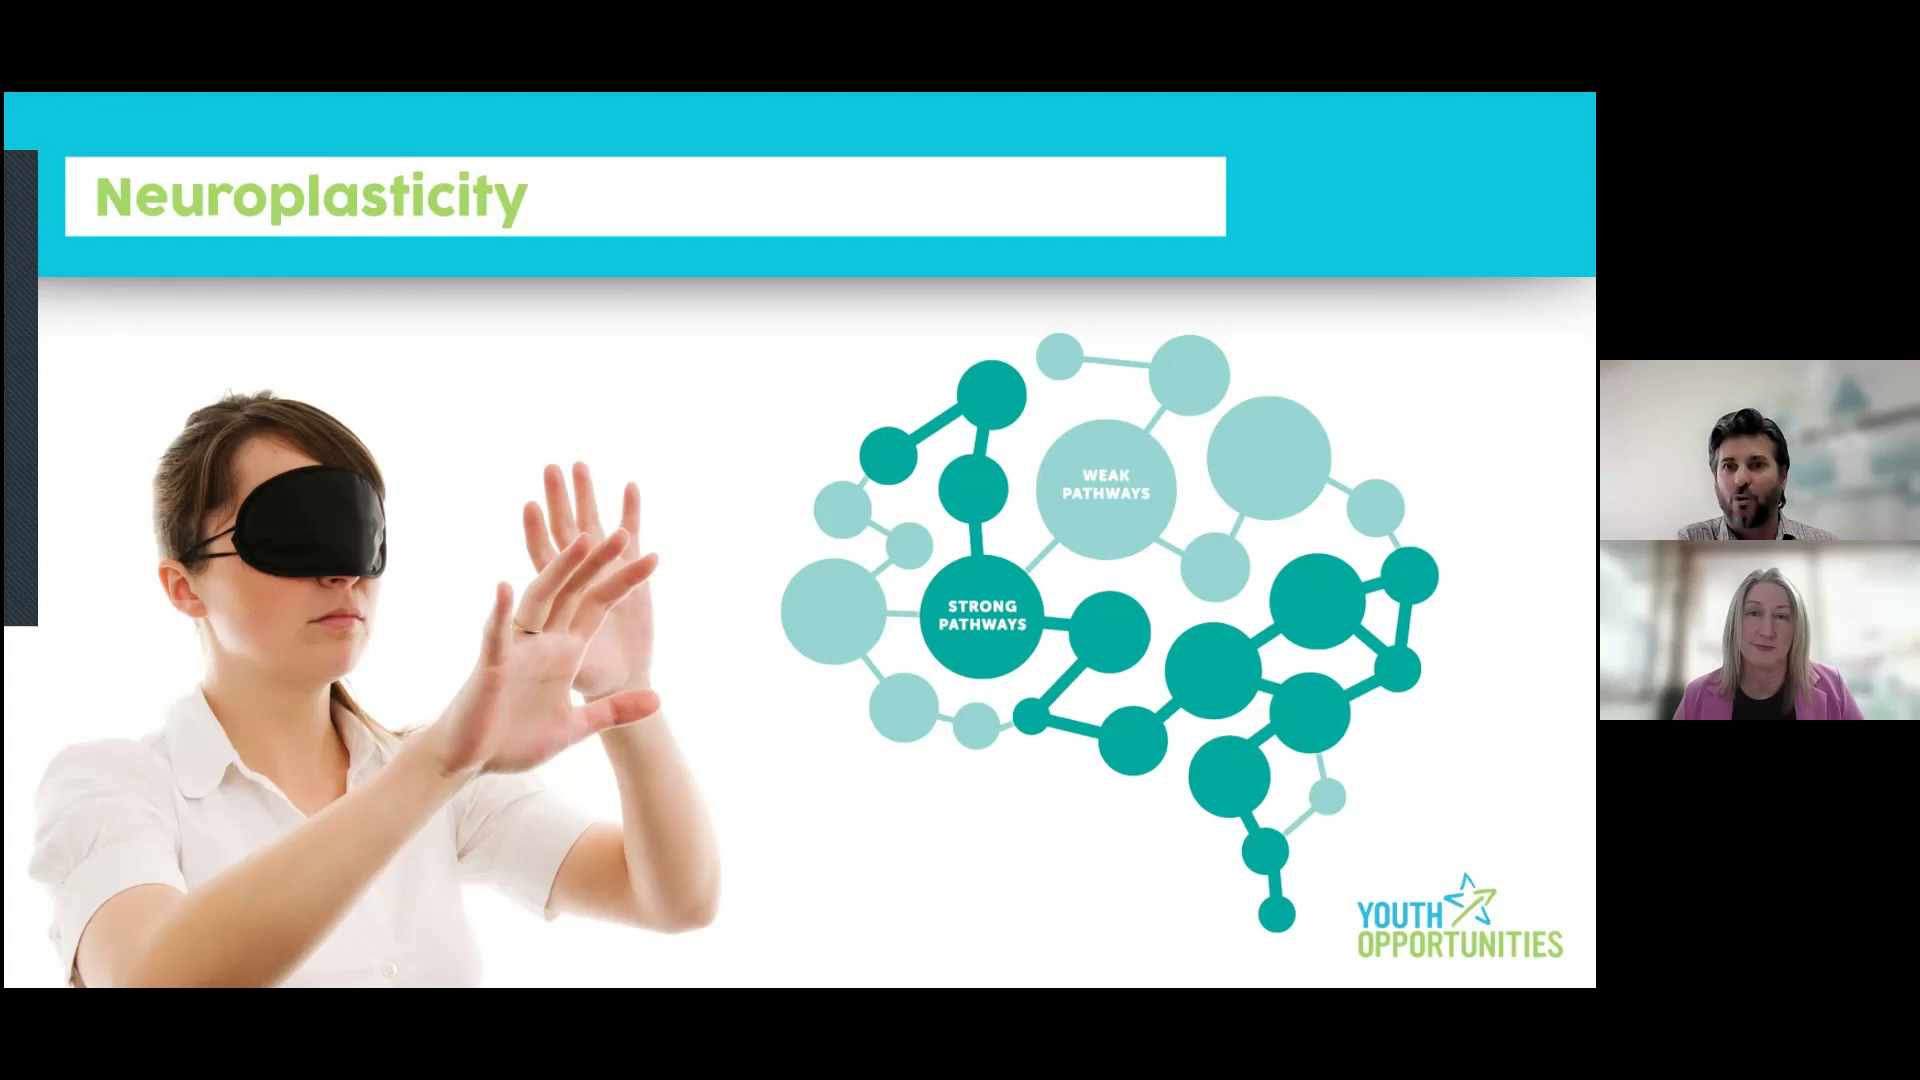 Neuroplasticity
WEAK
PATHWAYS
STRONG
PATHWAYS
YOUTH
OPPORTUNITIES